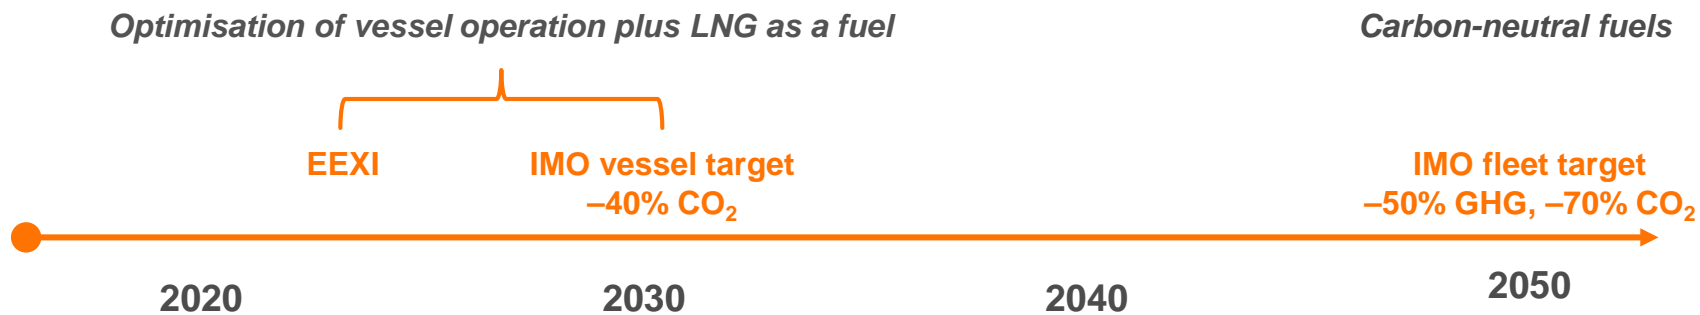 Optimisation of vessel operation plus LNG as a fuel
Carbon-neutral fuels
EEXI
IMO vessel target
–40% CO₂
IMO fleet target
–50% GHG, –70% CO₂
2020
2030
2040
2050